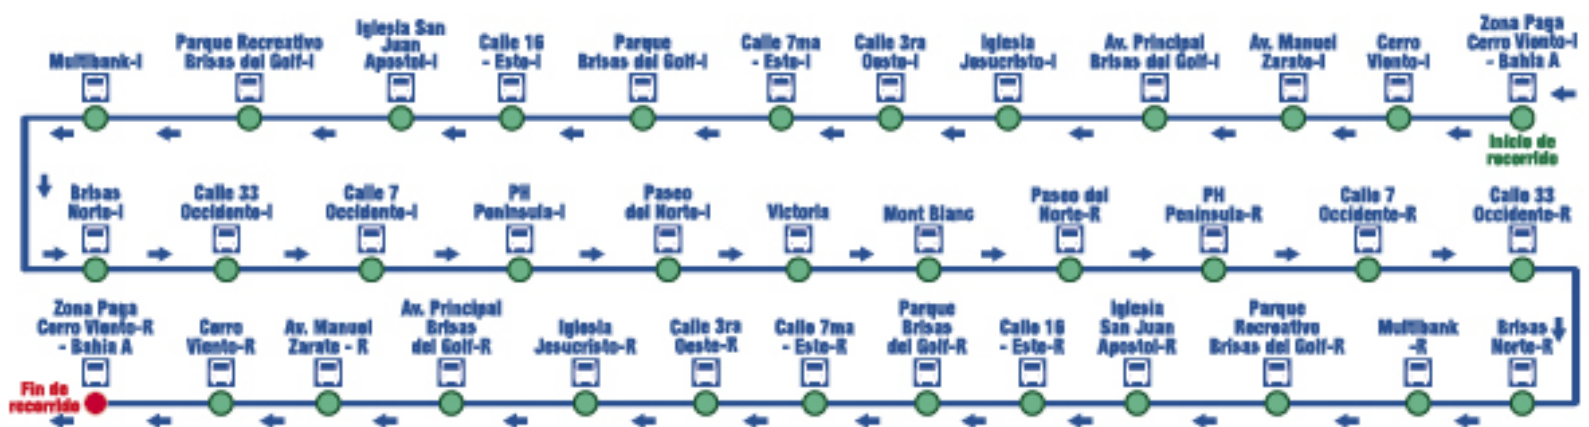 Multibank-I
Parque Recreativo
Brisas del Golf-I
Iglesia San
Juan
Apostol-I
Calle 16
- Este-I
Parque
Brisas del Golf-I
Calle 7ma
- Este-I
Calle 3ra
Oeste-I
Iglesia
Jesucristo-I
Av. Principal
Brisas del Golf-I
Av. Manuel
Zarate-I
Cerro
Viento-I
Zona Paga
Cerro Viento-I
- Bahia A
Inicio de
recorrido
Brisas
Norte-I
Calle 33
Occidente-I
Calle 7
Occidente-I
PH
Peninsula-I
Paseo
del Norte-I
Victoria
Mont Blanc
Paseo del
Norte-R
PH
Peninsula-R
Calle 7
Occidente-R
Calle 33
Occidente-R
Zona Paga
Cerro Viento-R
- Bahia A
Fin de
recorrido
Cerro
Viento-R
Av. Manuel
Zarate - R
Av. Principal
Brisas
del Golf-R
Iglesia
Jesucristo-R
Calle 3ra
Oeste-R
Calle 7ma
- Este-R
Parque
Brisas
del Golf-R
Calle 16
- Este-R
Iglesia
San Juan
Apostol-R
Parque
Recreativo
Brisas del Golf-R
Multibank
-R
Brisas
Norte-R